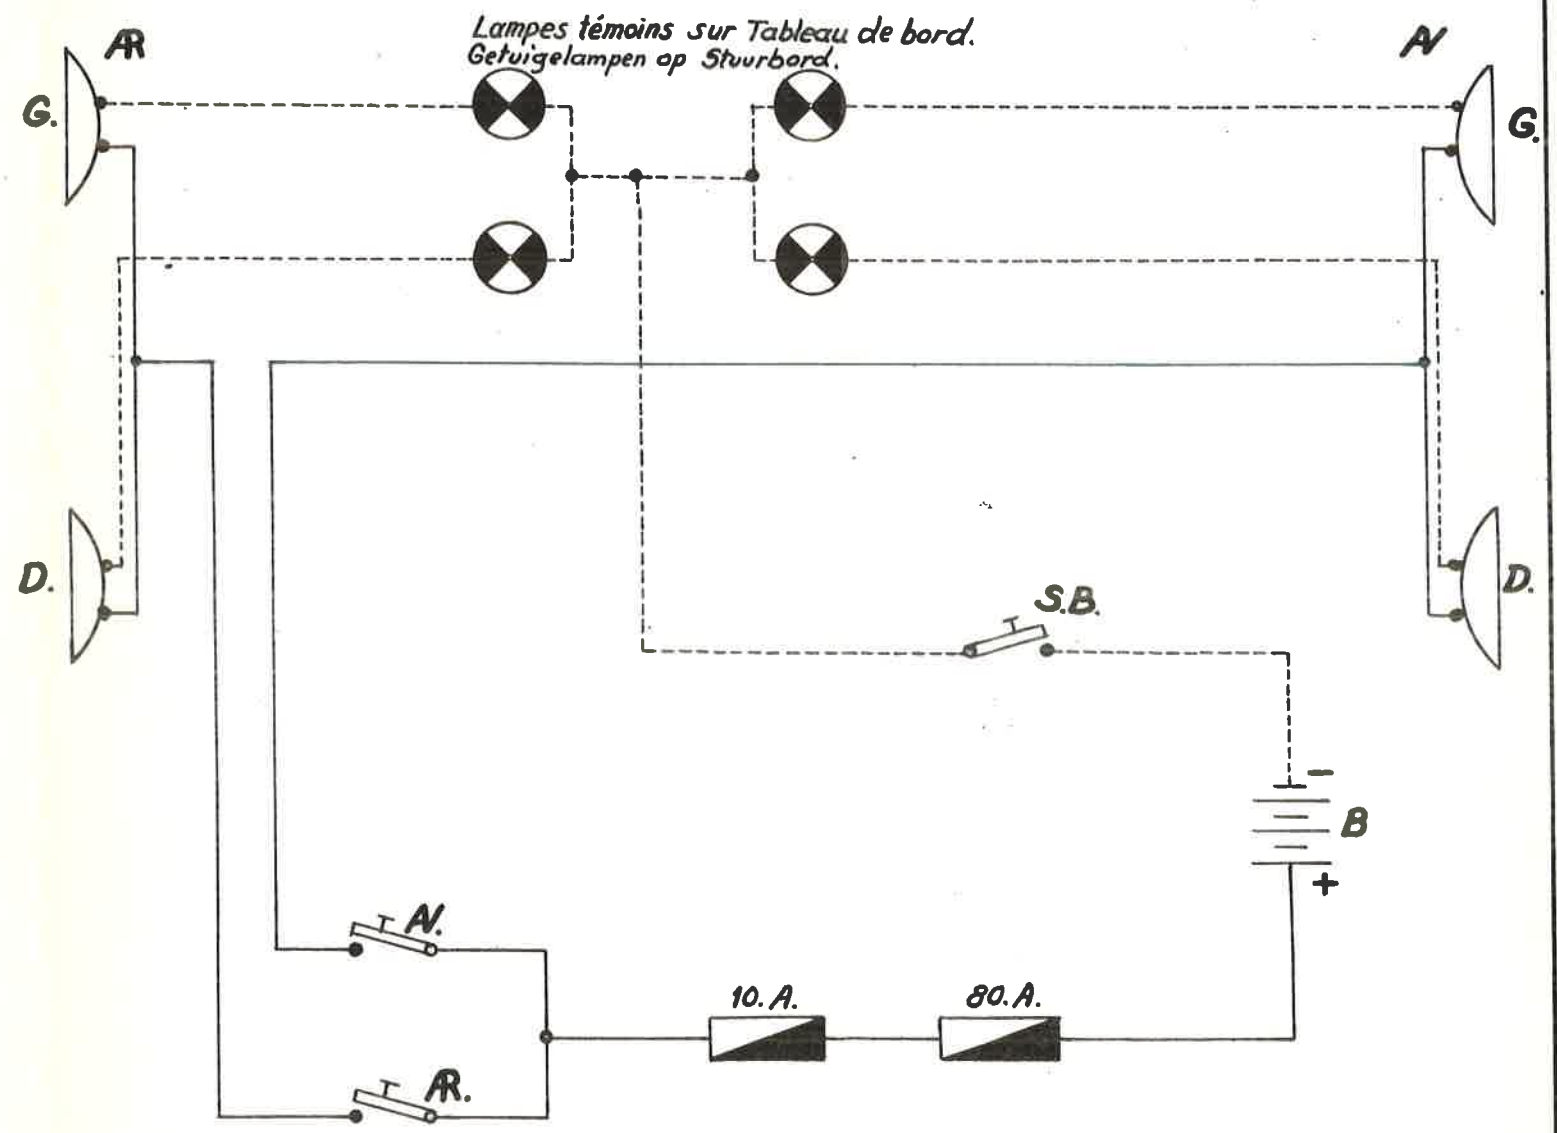 Lampes témoins sur Tableau de bord.
Getuigelampen op Stuurbord.
AR
AV
G.
G.
D.
D.
S.B.
-
B
+
AV.
10.A.
80.A.
AR.